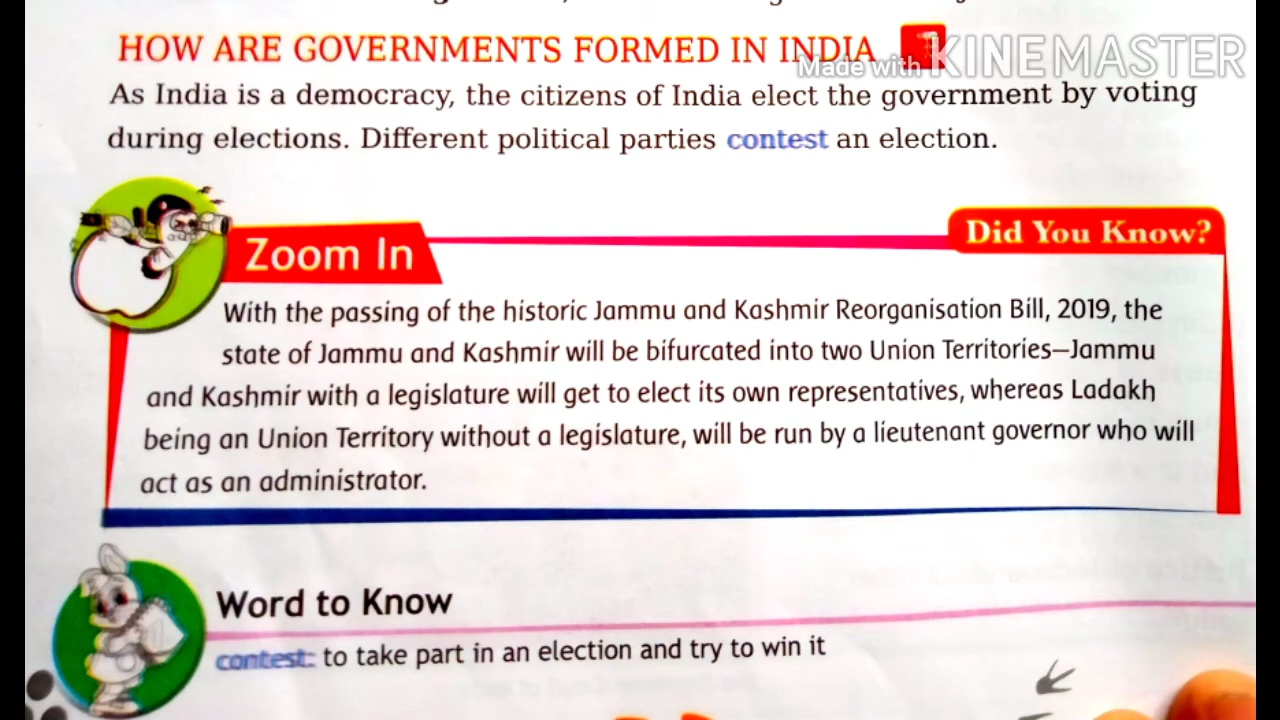 HOW ARE GOVERNMENTS FORMED IN INDIA
Made with KINEMASTER
As India is a democracy, the citizens of India elect the government by voting
during elections. Different political parties contest an election.
Zoom In
Did You Know?
With the passing of the historic Jammu and Kashmir Reorganisation Bill, 2019, the
state of Jammu and Kashmir will be bifurcated into two Union Territories—Jammu
and Kashmir with a legislature will get to elect its own representatives, whereas Ladakh
being an Union Territory without a legislature, will be run by a lieutenant governor who will
act as an administrator.
Word to Know
contest: to take part in an election and try to win it